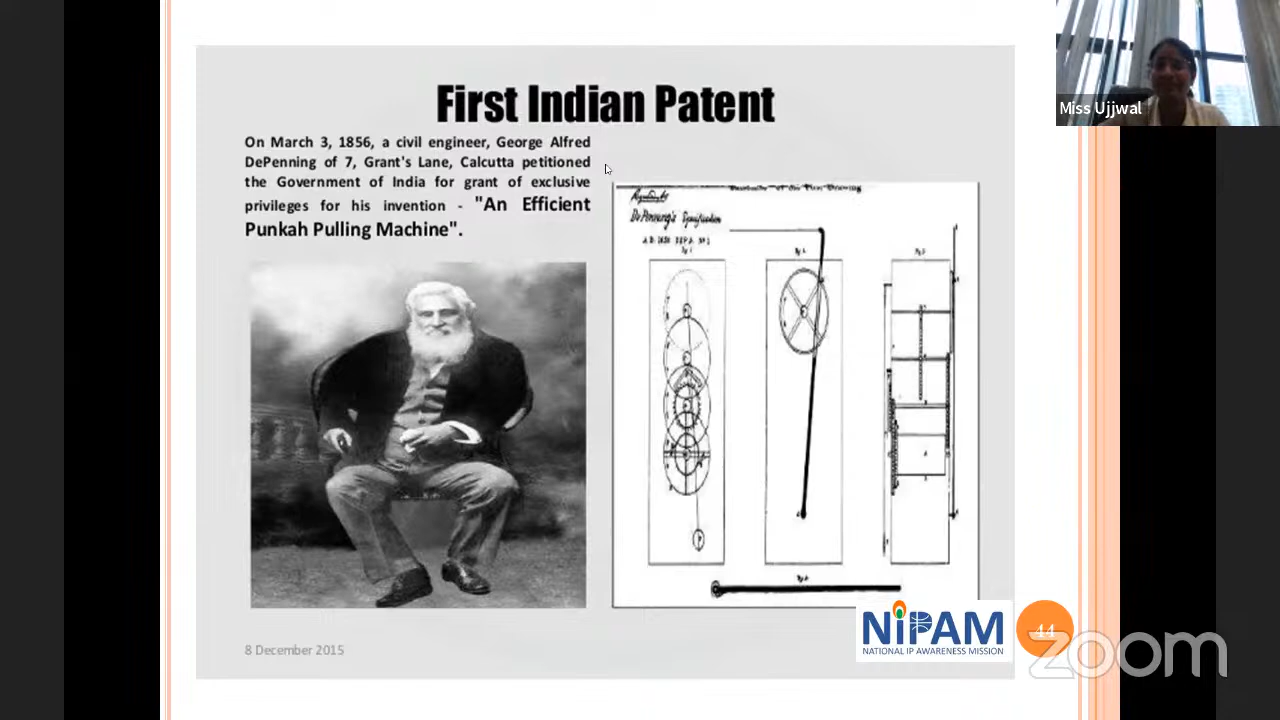 First Indian Patent
On March 3, 1856, a civil engineer, George Alfred
DePenning of 7, Grant's Lane, Calcutta petitioned
the Government of India for grant of exclusive
privileges for his invention - "An Efficient
Punkah Pulling Machine".
DePenning's Specification
8 December 2015
NiPAM
NATIONAL IP AWARENESS MISSION
44
zoom
Miss Ujjwal